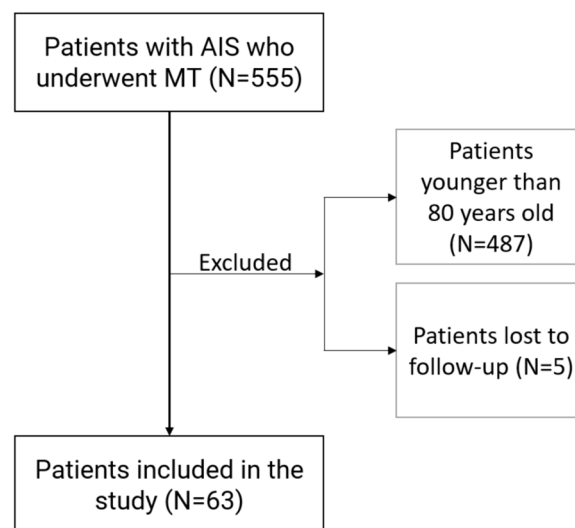 Patients with AIS who
underwent MT (N=555)
Patients
younger than
80 years old
(N=487)
Excluded
Patients lost to
follow-up (N=5)
Patients included in the
study (N=63)